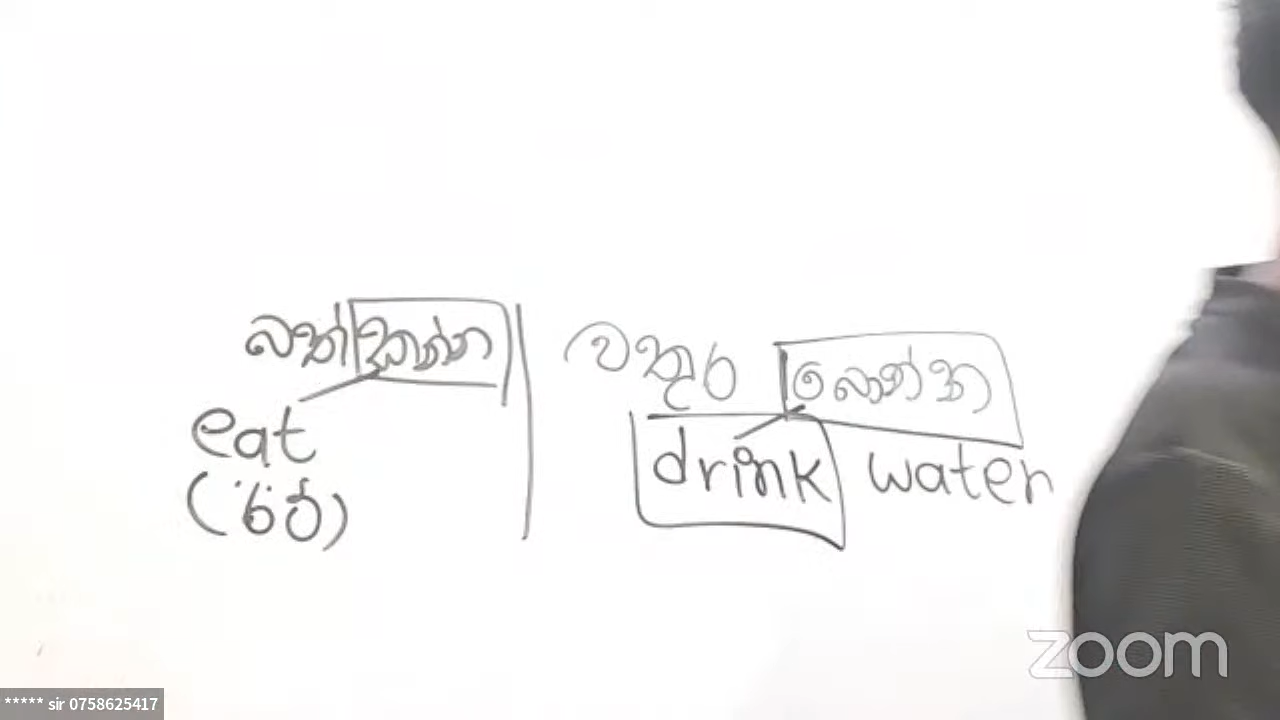 බත් කන්න
eat
(ඊට්)
වතුර බොන්න
drink water
zoom
***** sir 0758625417